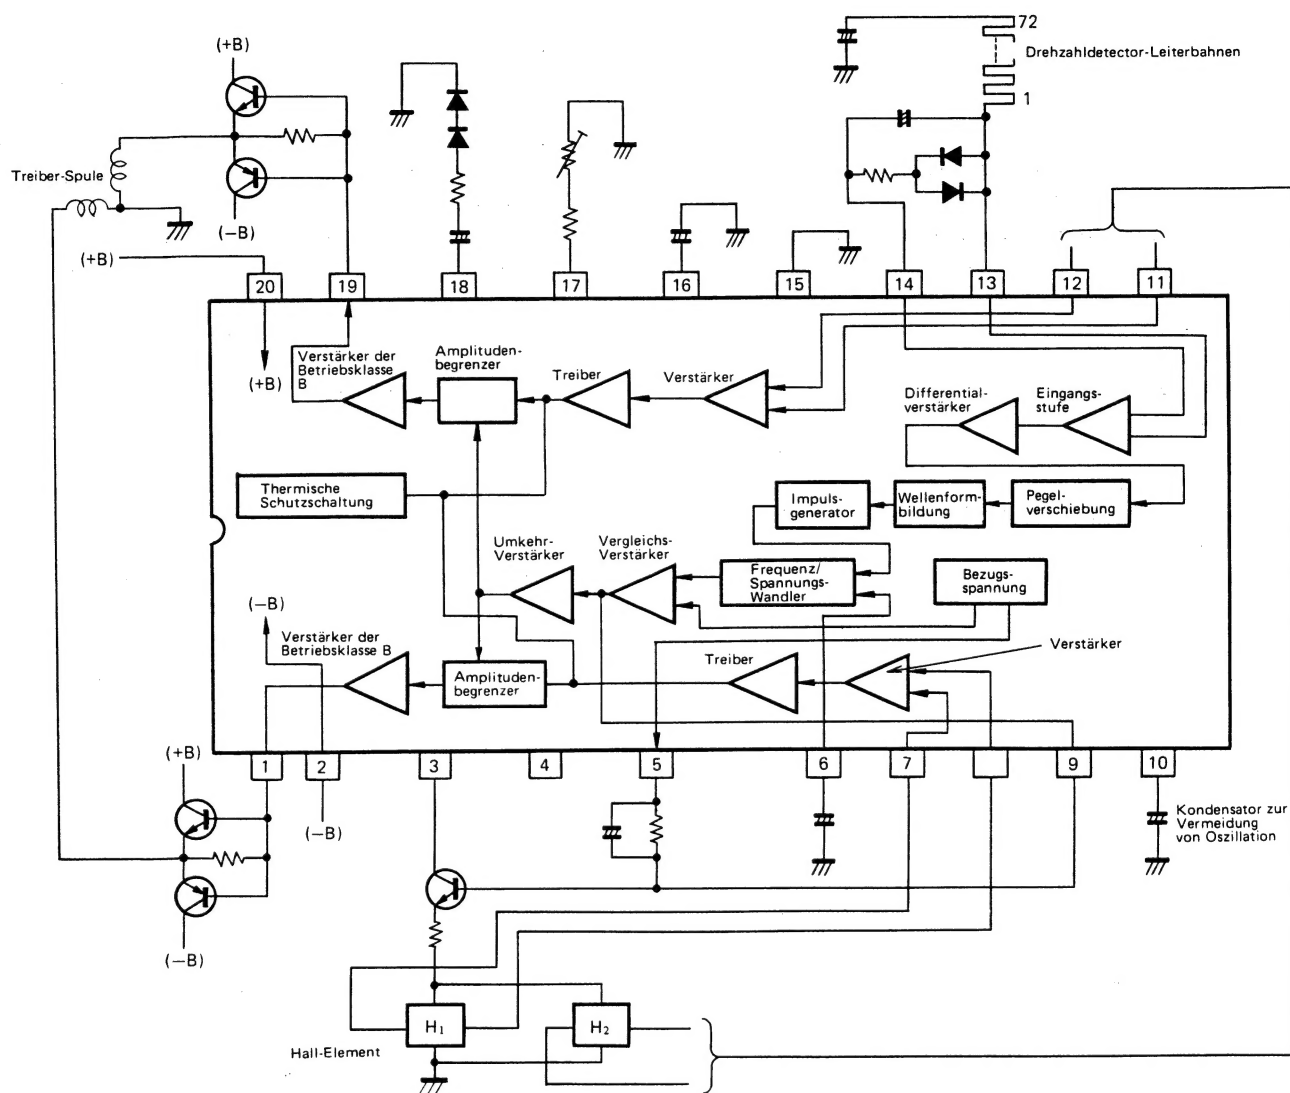 72
(+B)
Drehzahldetector-Leiterbahnen
1
Treiber-Spule
(−B)
(+B)
20
19
18
17
16
15
14
13
12
11
Verstärker der
Betriebsklasse
B
(+B)
Amplituden-
begrenzer
Treiber
Verstärker
Differential-
verstärker
Eingangs-
stufe
Thermische
Schutzschaltung
Impuls-
generator
Wellenform-
bildung
Pegel-
verschiebung
Umkehr-
Verstärker
Vergleichs-
Verstärker
Frequenz/
Spannungs-
Wandler
Bezugs-
spannung
(−B)
Verstärker der
Betriebsklasse B
Amplituden-
begrenzer
Treiber
Verstärker
1
2
3
4
5
6
7
9
10
(+B)
(−B)
Kondensator zur
Vermeidung
von Oszillation
(−B)
H1
H2
Hall-Element